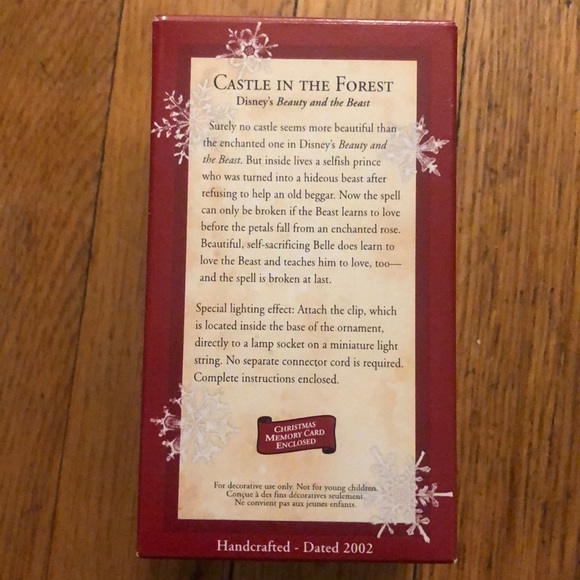 CASTLE IN THE FOREST
Disney's Beauty and the Beast
Surely no castle seems more beautiful than
the enchanted one in Disney's Beauty and
the Beast. But inside lives a selfish prince
who was turned into a hideous beast after
refusing to help an old beggar. Now the spell
can only be broken if the Beast learns to love
before the petals fall from an enchanted rose.
Beautiful, self-sacrificing Belle does learn to
love the Beast and teaches him to love, too—
and the spell is broken at last.
Special lighting effect: Attach the clip, which
is located inside the base of the ornament,
directly to a lamp socket on a miniature light
string. No separate connector cord is required.
Complete instructions enclosed.
CHRISTMAS
MEMORY CARD
ENCLOSED
For decorative use only. Not for young children.
Conçue à des fins décoratives seulement.
Ne convient pas aux jeunes enfants.
Handcrafted - Dated 2002